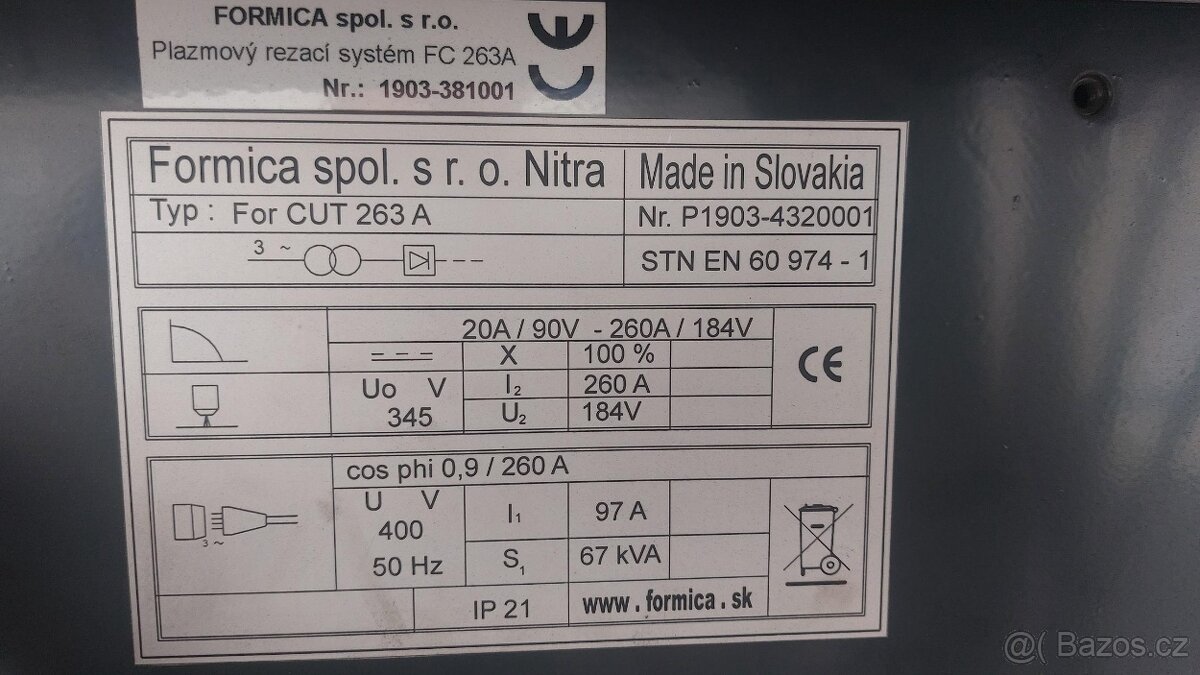 FORMICA spol. s r.o.
Plazmový rezací systém FC 263A
Nr.: 1903-381001
CE
Formica spol. s r. o. Nitra
Made in Slovakia
Typ : For CUT 263 A
Nr. P1903-4320001
3 ~
STN EN 60 974 - 1
20A / 90V - 260A / 184V
X 100 %
Uo V
345
I₂ 260 A
U₂ 184V
CE
cos phi 0,9 / 260 A
U V
400
50 Hz
I₁ 97 A
S₁ 67 kVA
3 ~
IP 21
www.formica.sk
@( Bazos.cz